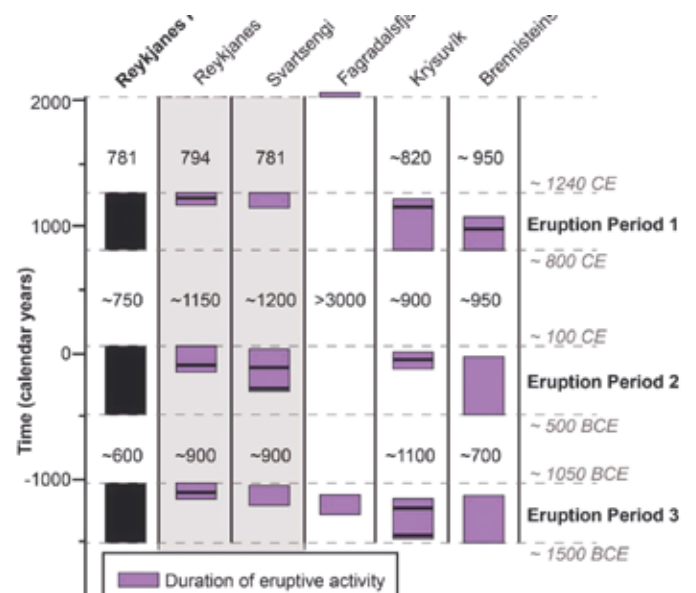 Reykjanes
Reykjanes
Svartsengi
Krýsuvík
2000
781 794 781 ~820 ~ 950
~ 1240 CE
1000
Eruption Period 1
~ 800 CE
~750 ~1150 ~1200 >3000 ~900 ~950
~ 100 CE
0
Eruption Period 2
~ 500 BCE
~600 ~900 ~900 ~1100 ~700
~ 1050 BCE
-1000
Eruption Period 3
~ 1500 BCE
Time (calendar years)
Duration of eruptive activity